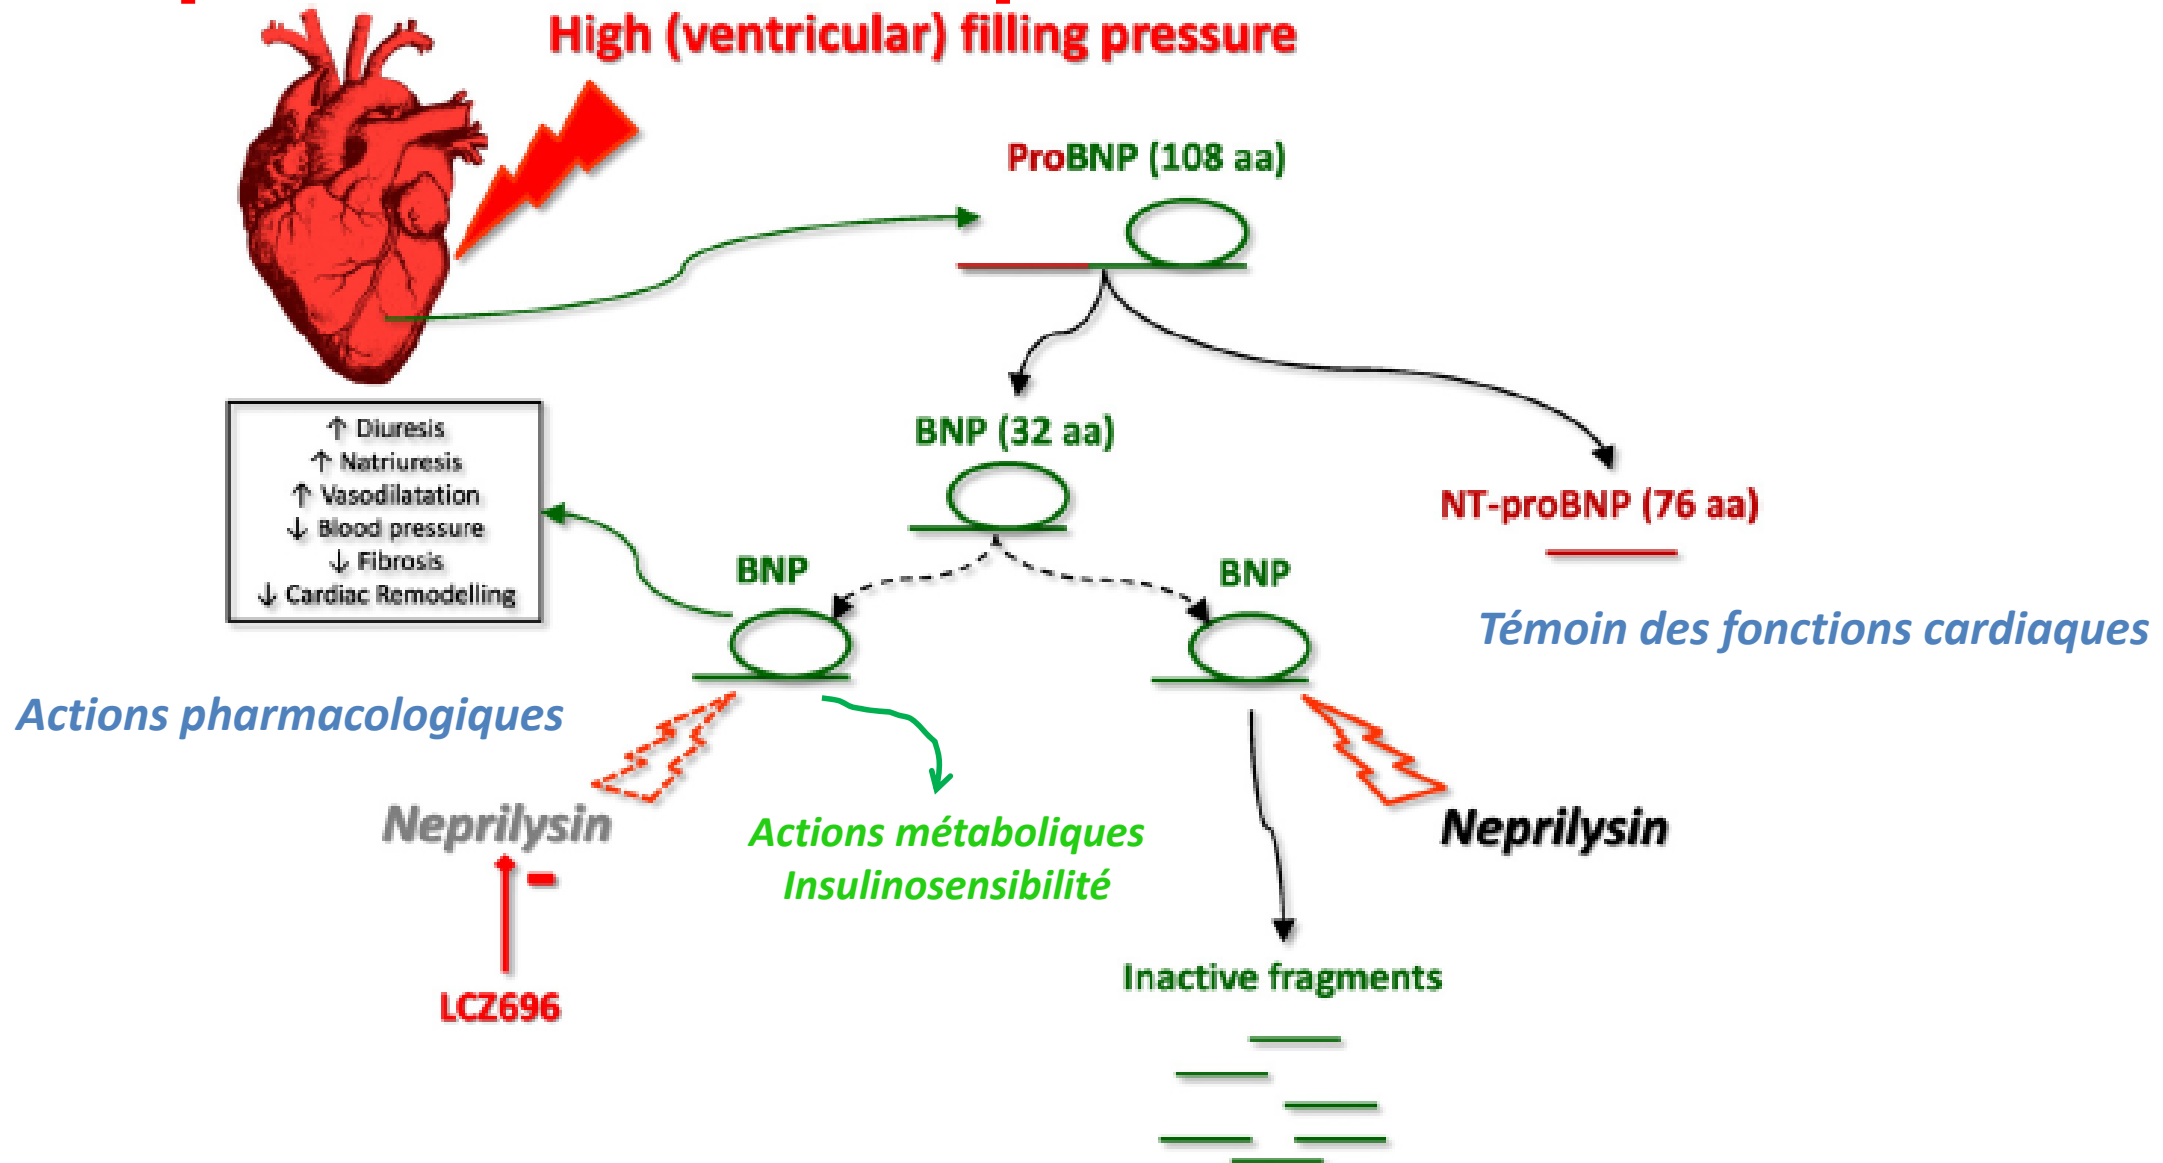 High (ventricular) filling pressure
ProBNP (108 aa)
BNP (32 aa)
NT-proBNP (76 aa)
↑ Diuresis
↑ Natriuresis
↑ Vasodilatation
↓ Blood pressure
↓ Fibrosis
↓ Cardiac Remodelling
BNP
BNP
Témoin des fonctions cardiaques
Actions pharmacologiques
Neprilysin
Actions métaboliques
Insulinosensibilité
Neprilysin
-
LCZ696
Inactive fragments